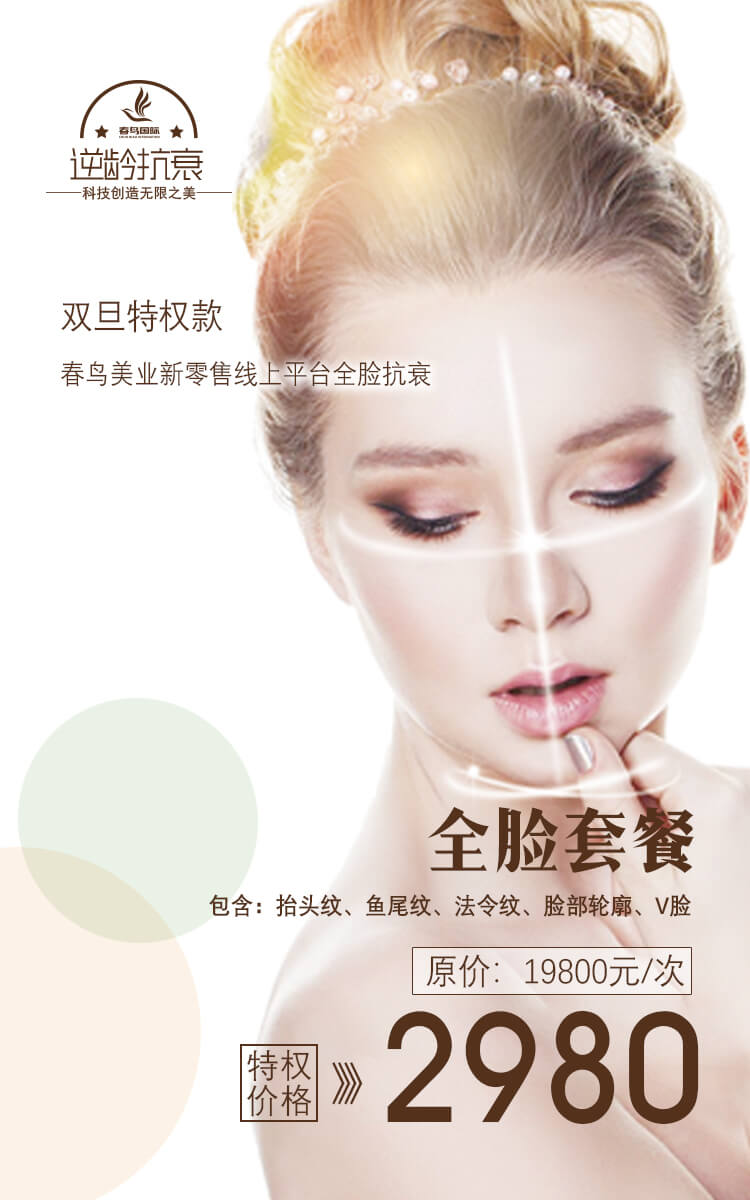 春鸟国际
逆龄抗衰
科技创造无限之美
双旦特权款
春鸟美业新零售线上平台全脸抗衰
全脸套餐
包含：抬头纹、鱼尾纹、法令纹、脸部轮廓、V脸
原价：19800元/次
特权
价格
2980